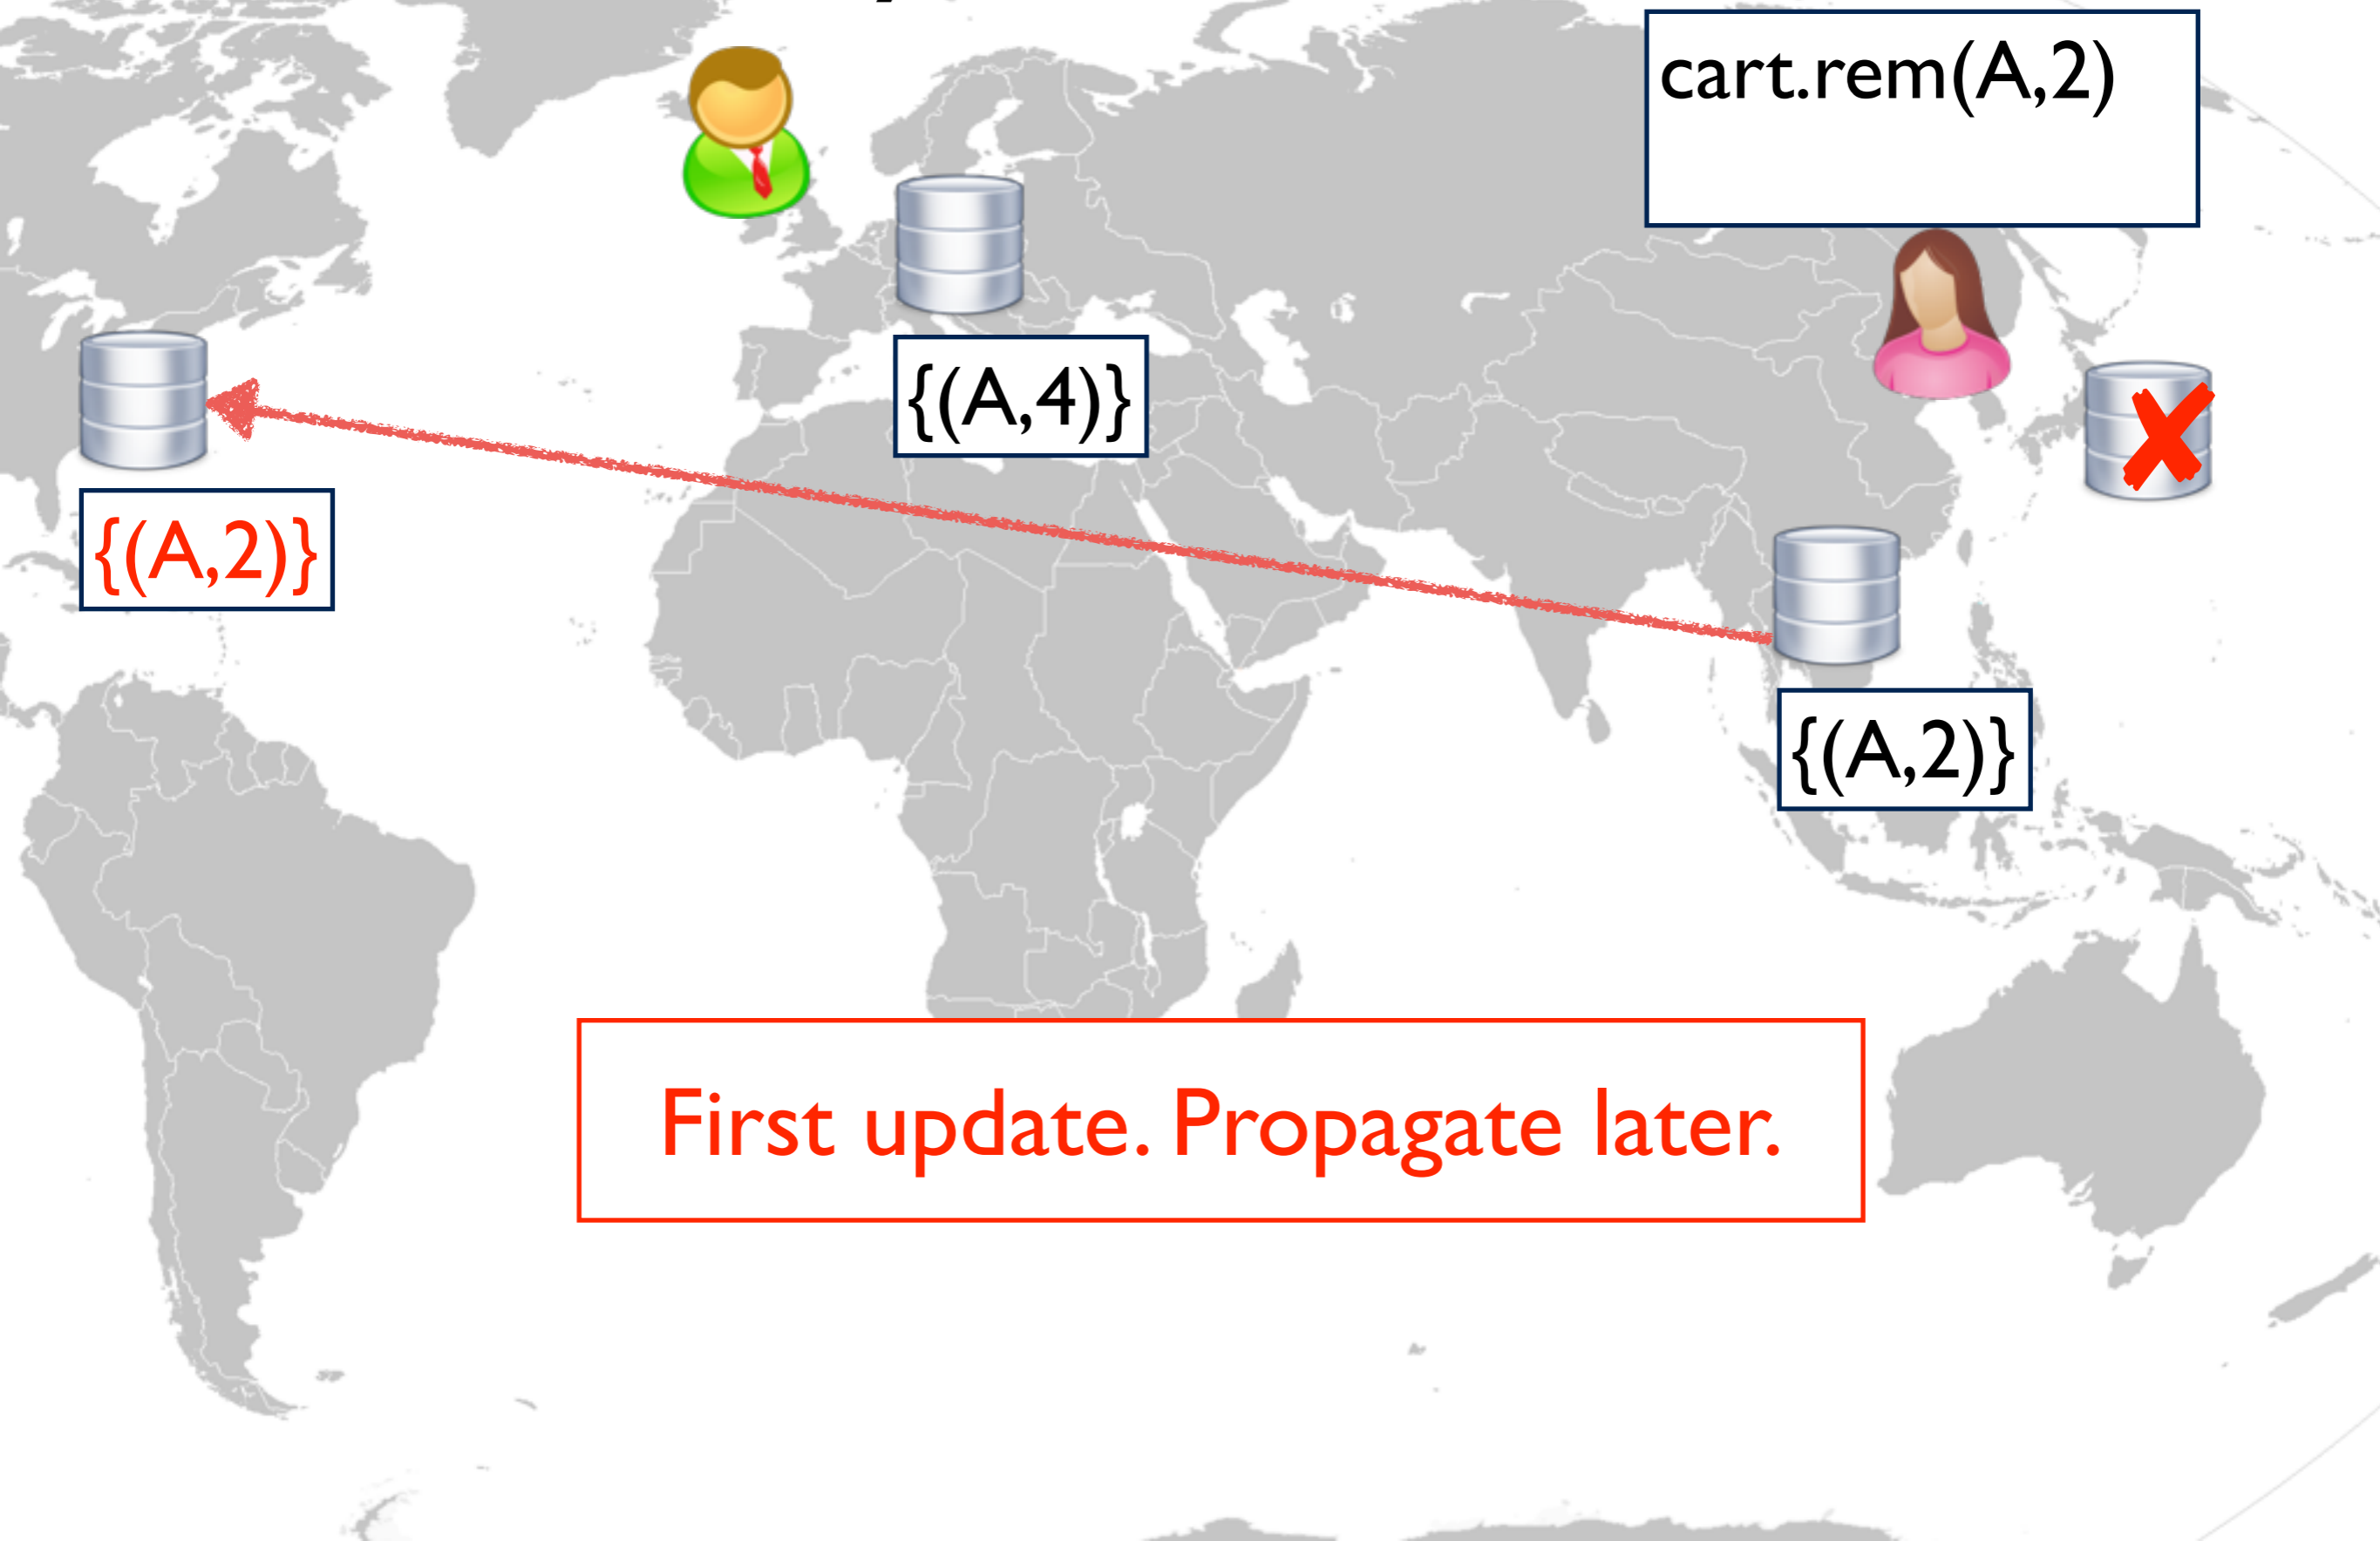 cart.rem(A,2)
{(A,4)}
{(A,2)}
{(A,2)}
First update. Propagate later.